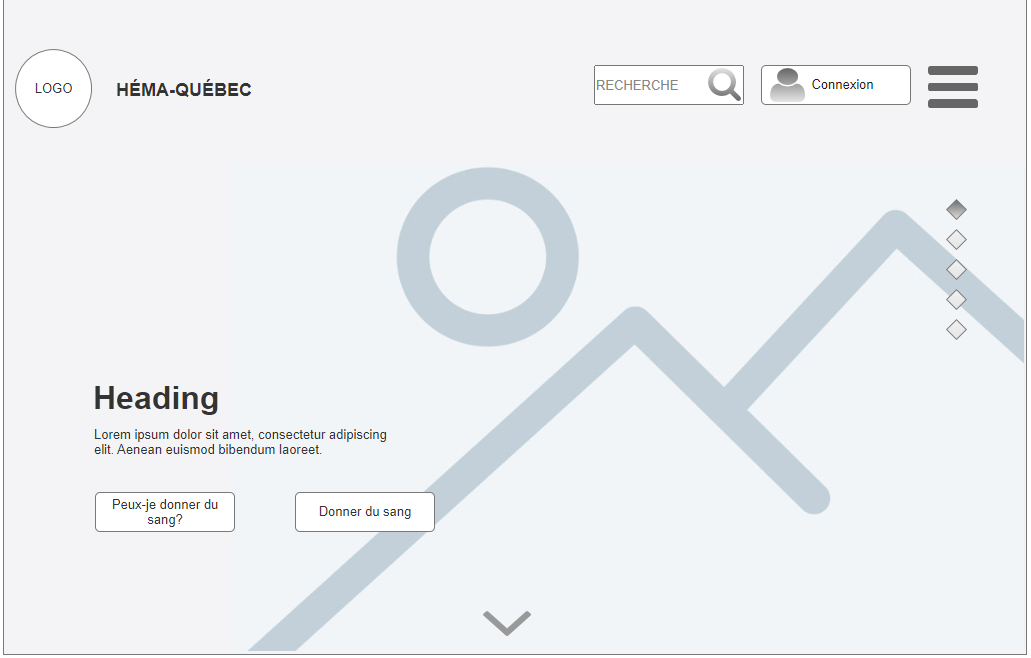 LOGO
HÉMA-QUÉBEC
RECHERCHE
Connexion
Heading
Lorem ipsum dolor sit amet, consectetur adipiscing
elit. Aenean euismod bibendum laoreet.
Peux-je donner du
sang?
Donner du sang